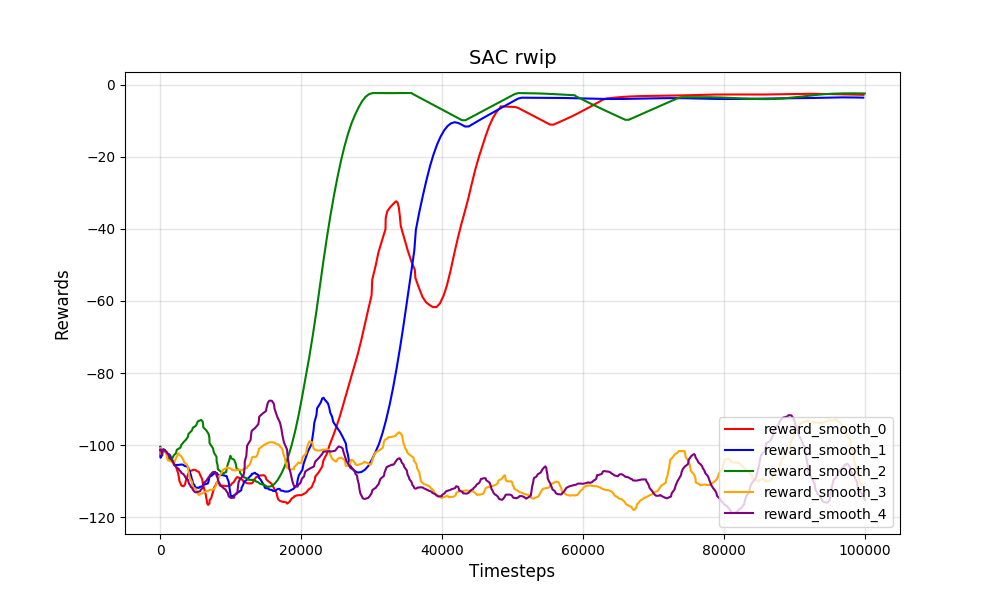 SAC rwip
Rewards
0
−20
−40
−60
−80
−100
−120
reward_smooth_0
reward_smooth_1
reward_smooth_2
reward_smooth_3
reward_smooth_4
0 20000 40000 60000 80000 100000
Timesteps